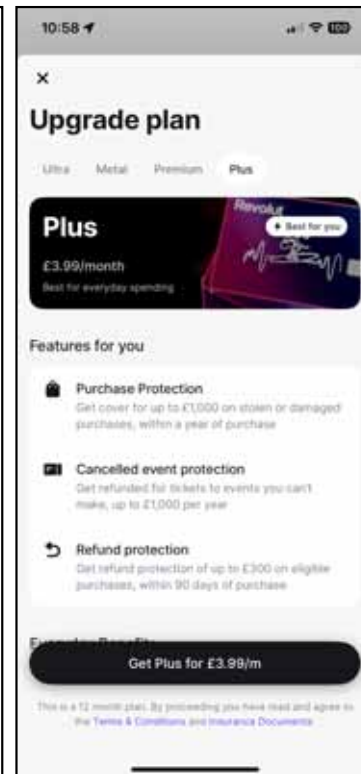 10:58
100
Upgrade plan
Ultra Metal Premium Plus
Revolut
Plus
Best for you
£3.99/month
Best for everyday spending
Features for you
Purchase Protection
Get cover for up to £1,000 on stolen or damaged
purchases, within a year of purchase
Cancelled event protection
Get refunded for tickets to events you can't
make, up to £1,000 per year
Refund protection
Get refund protection of up to £300 on eligible
purchases, within 90 days of purchase
Get Plus for £3.99/m
This is a 12 month plan. By proceeding you have read and agree to
the Terms & Conditions and Insurance Documents